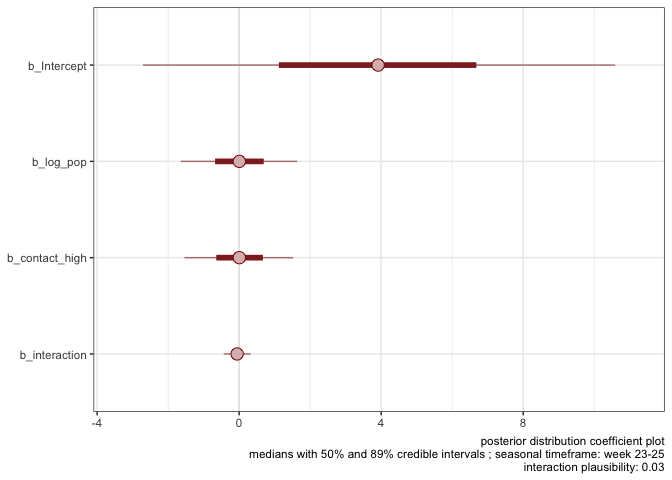 b_Intercept
b_log_pop
b_contact_high
b_interaction
-4 0 4 8
posterior distribution coefficient plot
medians with 50% and 89% credible intervals ; seasonal timeframe: week 23-25
interaction plausibility: 0.03